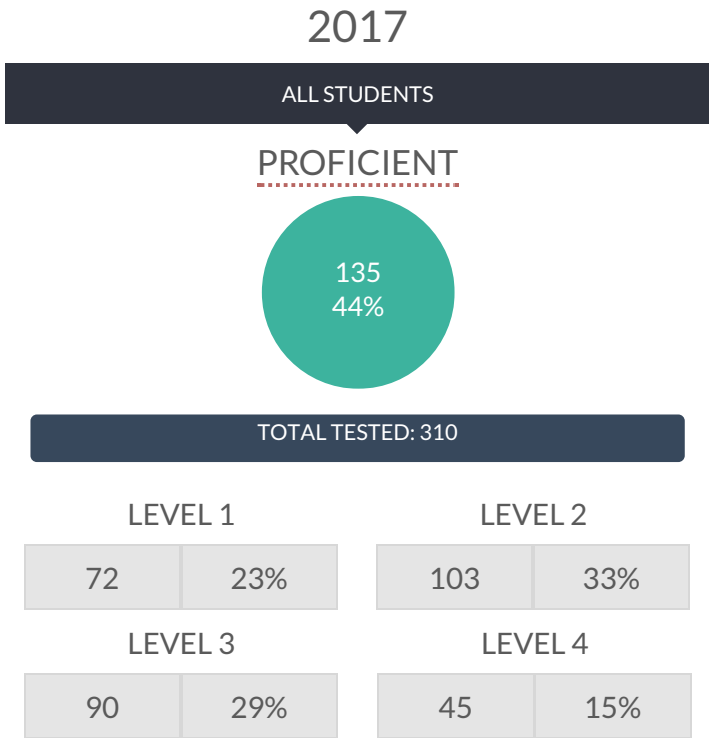 2017
ALL STUDENTS
PROFICIENT
135
44%
TOTAL TESTED: 310
LEVEL 1 LEVEL 2
72 23% 103 33%
LEVEL 3 LEVEL 4
90 29% 45 15%